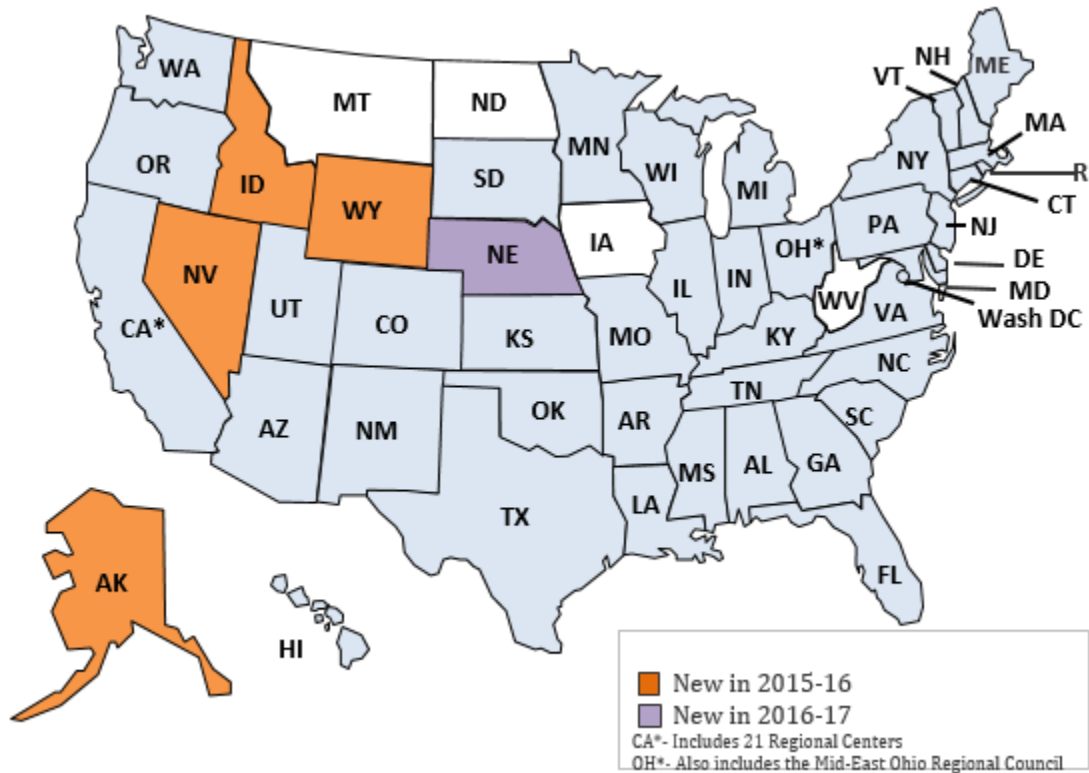 WA
MT
ND
MN
NH
VT
ME
MA
R
CT
OR
ID
WY
SD
WI
MI
NY
PA
NJ
NV
NE
IA
IL
IN
OH*
WV
DE
MD
Wash DC
CA*
UT
CO
KS
MO
KY
VA
NC
AZ
NM
OK
AR
TN
SC
TX
LA
MS
AL
GA
FL
AK
HI
New in 2015-16
New in 2016-17
CA*- Includes 21 Regional Centers
OH*- Also includes the Mid-East Ohio Regional Council